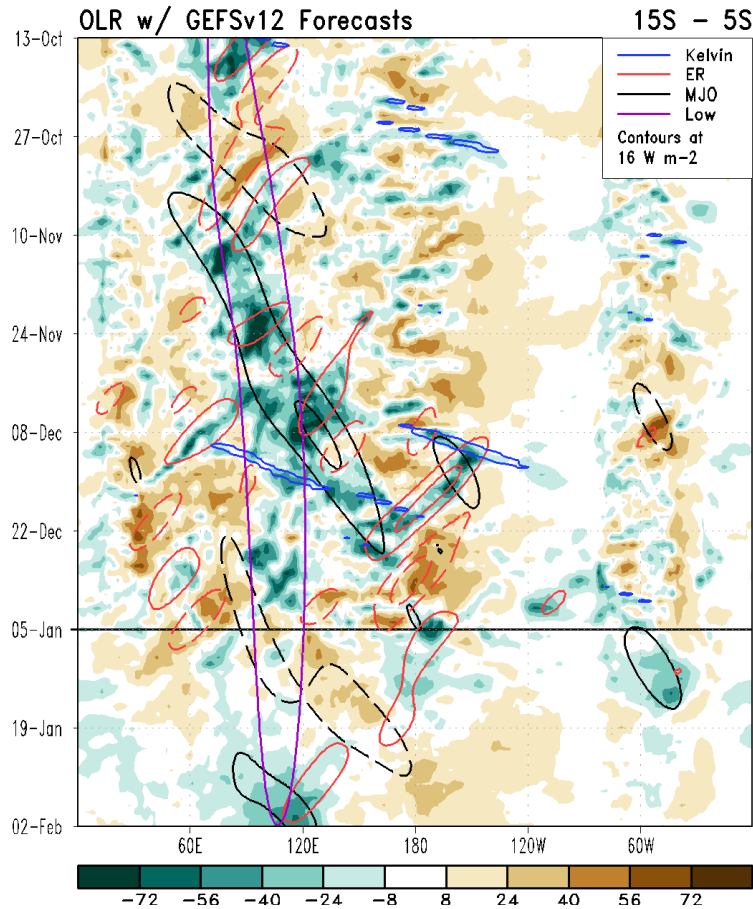 OLR w/ GEFSv12 Forecasts 15S - 5S
Kelvin
ER
MJO
Low
Contours at
16 W m-2
13-Oct
27-Oct
10-Nov
24-Nov
08-Dec
22-Dec
05-Jan
19-Jan
02-Feb
60E 120E 180 120W 60W
-72 -56 -40 -24 -8 8 24 40 56 72